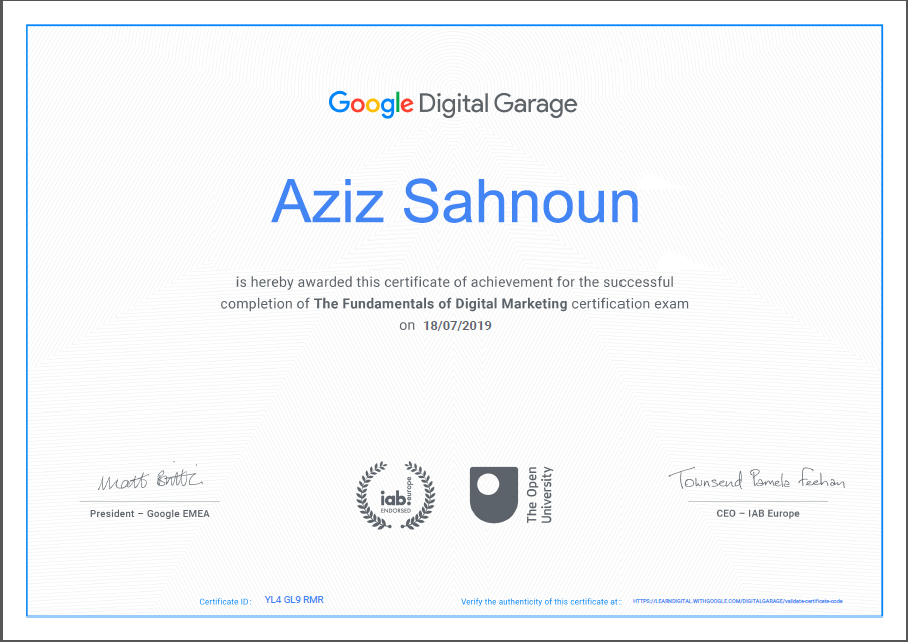 Google Digital Garage
Aziz Sahnoun
is hereby awarded this certificate of achievement for the successful
completion of The Fundamentals of Digital Marketing certification exam
on 18/07/2019
Matt Brittin
President – Google EMEA
iab.europe
ENDORSED
The Open
University
Townsend Pamela Feehan
CEO – IAB Europe
Certificate ID: YL4 GL9 RMR
Verify the authenticity of this certificate at: HTTPS://LEARNDIGITAL.WITHGOOGLE.COM/DIGITALGARAGE/validate-certificate-code